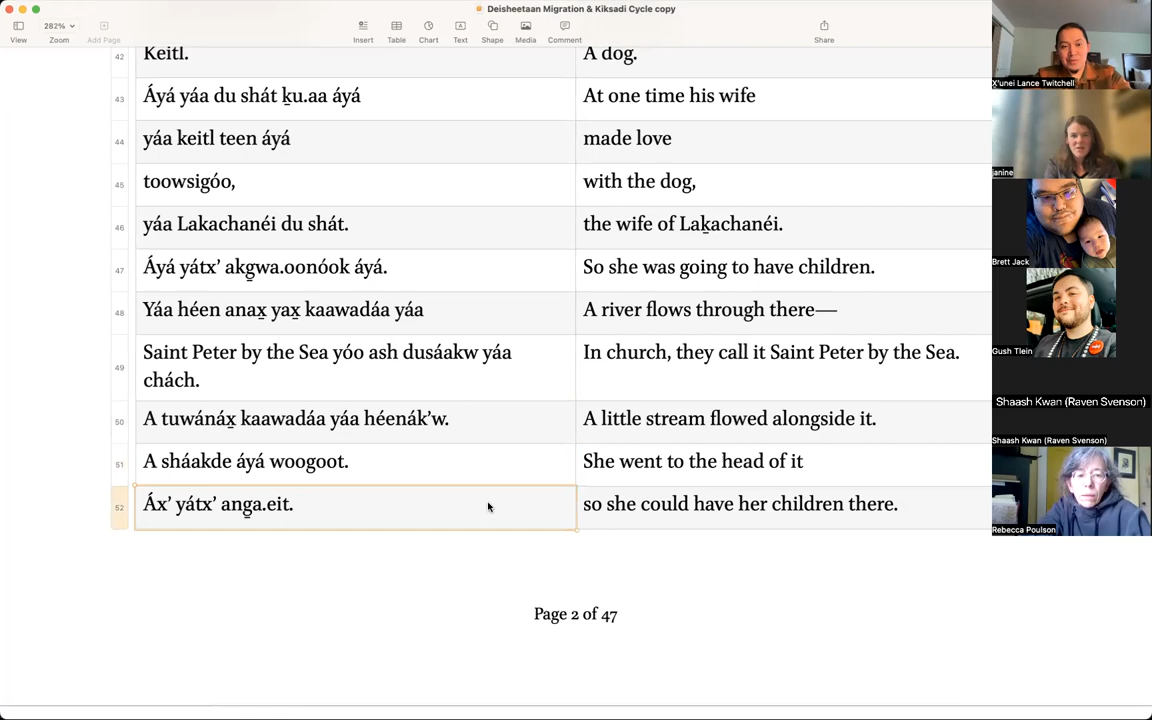 Deisheetaan Migration & Kiksadi Cycle copy
282%
View
Zoom
Add Page
Insert
Table
Chart
Text
Shape
Media
Comment
Share
42 Keitl. A dog.
43 Áyá yáa du shát ḵu.aa áyá At one time his wife
44 yáa keitl teen áyá made love
45 toowsigóo, with the dog,
46 yáa Lakachanéi du shát. the wife of Laḵachanéi.
47 Áyá yátx’ akg̱wa.oonóok áyá. So she was going to have children.
48 Yáa héen anax̱ yax̱ kaawadáa yáa A river flows through there—
49 Saint Peter by the Sea yóo ash dusáakw yáa In church, they call it Saint Peter by the Sea.
chách.
50 A tuwánáx̱ kaawadáa yáa héenák’w. A little stream flowed alongside it.
51 A sháakde áyá woogoot. She went to the head of it
52 Áx’ yátx’ ang̱a.eit. so she could have her children there.
Page 2 of 47
X'unei Lance Twitchell
janine
Brett Jack
Gush Tlein
Shaash Kwan (Raven Svenson)
Shaash Kwan (Raven Svenson)
Rebecca Poulson